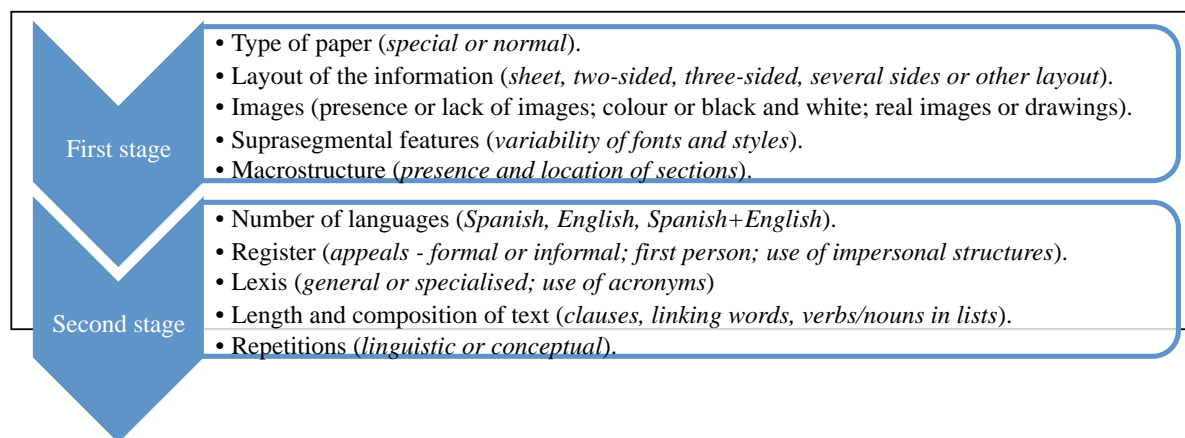 First stage
• Type of paper (special or normal).
• Layout of the information (sheet, two-sided, three-sided, several sides or other layout).
• Images (presence or lack of images; colour or black and white; real images or drawings).
• Suprasegmental features (variability of fonts and styles).
• Macrostructure (presence and location of sections).
Second stage
• Number of languages (Spanish, English, Spanish+English).
• Register (appeals - formal or informal; first person; use of impersonal structures).
• Lexis (general or specialised; use of acronyms)
• Length and composition of text (clauses, linking words, verbs/nouns in lists).
• Repetitions (linguistic or conceptual).